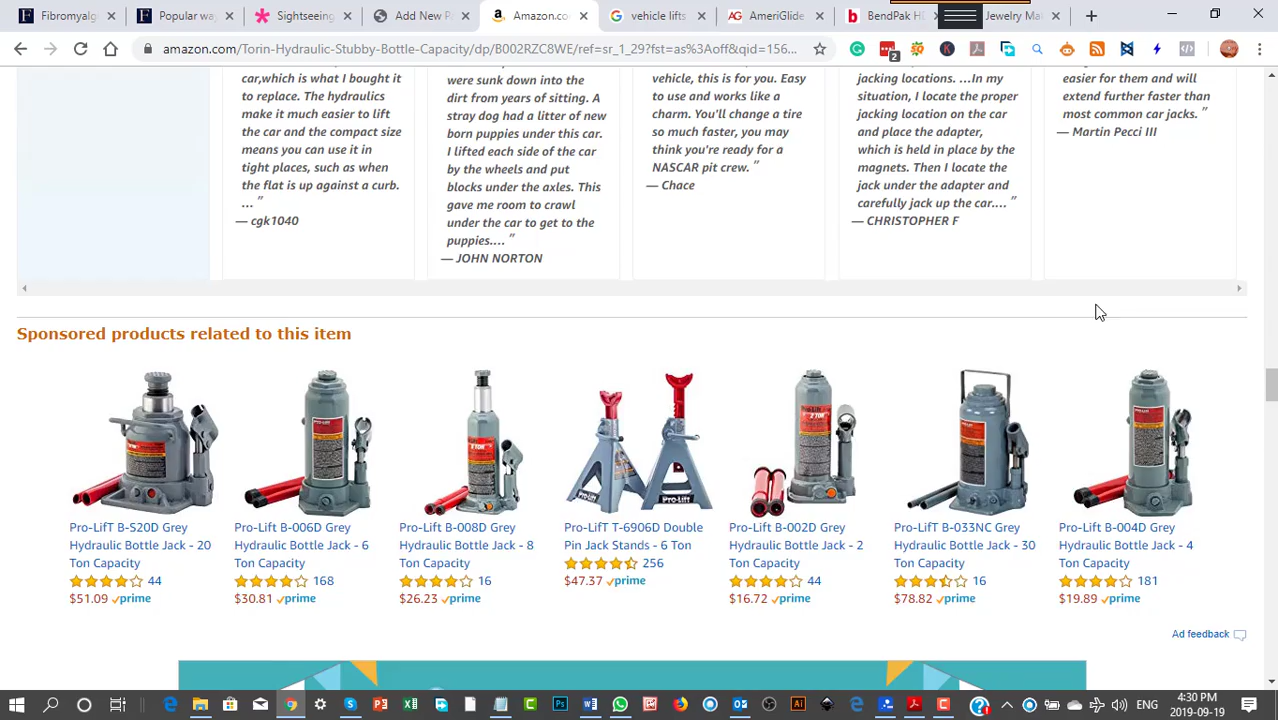 Fibromyalg
Popular wa
Sightseeing
Add New P
Amazon.co
vehicle lifts
AmeriGlide
BendPak HD
Jewelry Ma
amazon.com/Torin-Hydraulic-Stubby-Bottle-Capacity/dp/B002RZC8WE/ref=sr_1_29?fst=as%3Aoff&qid=156...
2
car,which is what I bought it
to replace. The hydraulics
make it much easier to lift
the car and the compact size
means you can use it in
tight places, such as when
the flat is up against a curb.
... ”
— cgk1040
were sunk down into the
dirt from years of sitting. A
stray dog had a litter of new
born puppies under this car.
I lifted each side of the car
by the wheels and put
blocks under the axles. This
gave me room to crawl
under the car to get to the
puppies.... ”
— JOHN NORTON
vehicle, this is for you. Easy
to use and works like a
charm. You'll change a tire
so much faster, you may
think you're ready for a
NASCAR pit crew. ”
— Chace
jacking locations. ...In my
situation, I locate the proper
jacking location on the car
and place the adapter,
which is held in place by the
magnets. Then I locate the
jack under the adapter and
carefully jack up the car.... ”
— CHRISTOPHER F
easier for them and will
extend further faster than
most common car jacks. ”
— Martin Pecci III
Sponsored products related to this item
Pro-LifT B-S20D Grey
Hydraulic Bottle Jack - 20
Ton Capacity
44
$51.09 prime
Pro-Lift B-006D Grey
Hydraulic Bottle Jack - 6
Ton Capacity
168
$30.81 prime
Pro-Lift B-008D Grey
Hydraulic Bottle Jack - 8
Ton Capacity
16
$26.23 prime
Pro-LifT T-6906D Double
Pin Jack Stands - 6 Ton
256
$47.37 prime
Pro-Lift B-002D Grey
Hydraulic Bottle Jack - 2
Ton Capacity
44
$16.72 prime
Pro-LifT B-033NC Grey
Hydraulic Bottle Jack - 30
Ton Capacity
16
$78.82 prime
Pro-Lift B-004D Grey
Hydraulic Bottle Jack - 4
Ton Capacity
181
$19.89 prime
Ad feedback
ENG
4:30 PM
2019-09-19